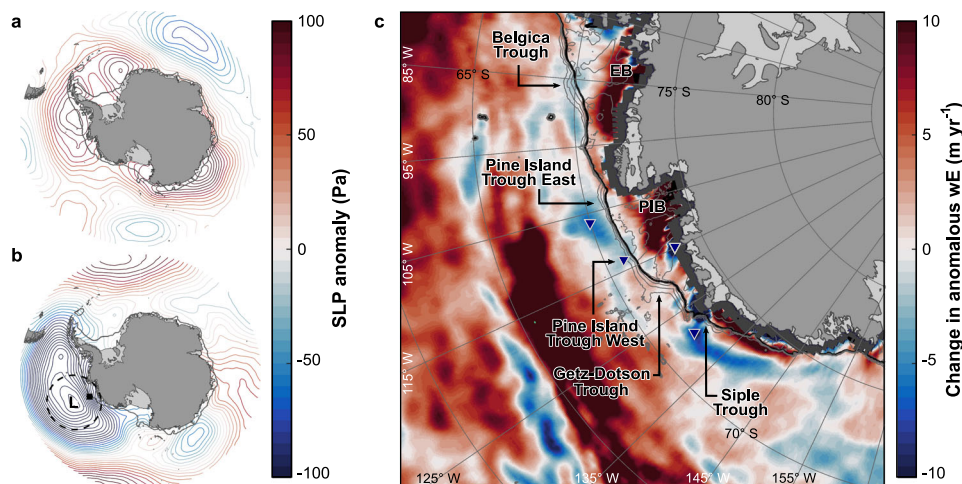 a
b
L
100
50
0
-50
-100
SLP anomaly (Pa)
c
Belgica
Trough
EB
85° W
65° S
75° S
80° S
95° W
Pine Island
Trough East
PIB
105° W
Pine Island
Trough West
Getz-Dotson
Trough
Siple
Trough
115° W
70° S
125° W
135° W
145° W
155° W
10
5
0
-5
-10
Change in anomalous wE (m yr⁻¹)